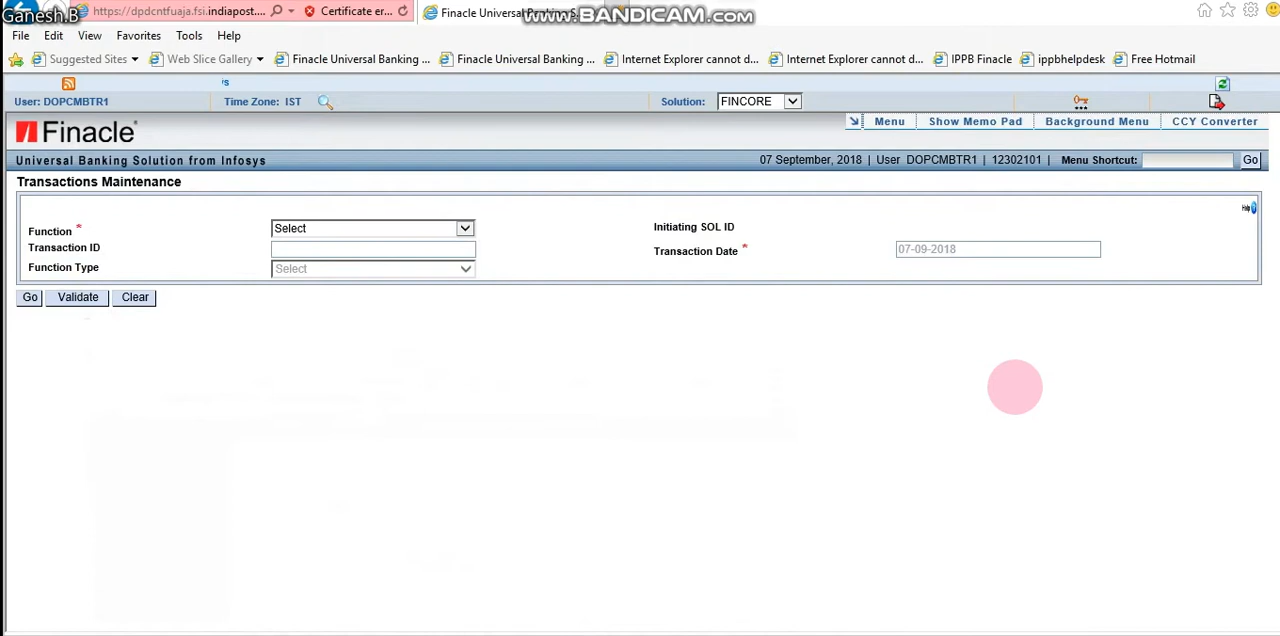 Ganesh.B
https://dpdcntfuaja.fsi.indiapost.... Certificate er... Finacle Universal Banking S...
www.BANDICAM.com
File Edit View Favorites Tools Help
Suggested Sites Web Slice Gallery Finacle Universal Banking ... Finacle Universal Banking ... Internet Explorer cannot d... Internet Explorer cannot d... IPPB Finacle ippbhelpdesk Free Hotmail
User: DOPCMBTR1 Time Zone: IST Solution: FINCORE
Finacle Menu Show Memo Pad Background Menu CCY Converter
Universal Banking Solution from Infosys 07 September, 2018 | User DOPCMBTR1 | 12302101 | Menu Shortcut: Go
Transactions Maintenance
Help
Function * Select Initiating SOL ID
Transaction ID Transaction Date * 07-09-2018
Function Type Select
Go Validate Clear